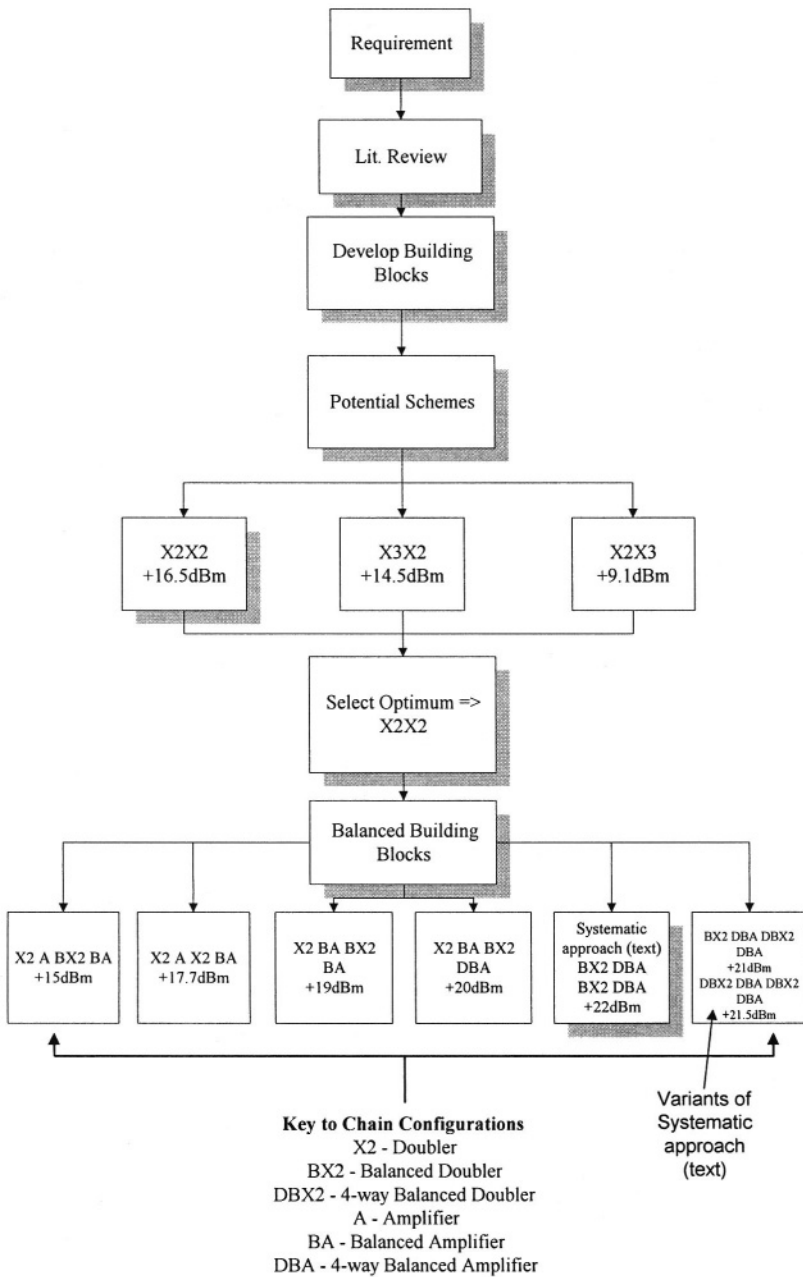 Requirement
Lit. Review
Develop Building
Blocks
Potential Schemes
X2X2
+16.5dBm
X3X2
+14.5dBm
X2X3
+9.1dBm
Select Optimum =>
X2X2
Balanced Building
Blocks
X2 A BX2 BA
+15dBm
X2 A X2 BA
+17.7dBm
X2 BA BX2
BA
+19dBm
X2 BA BX2
DBA
+20dBm
Systematic
approach (text)
BX2 DBA
BX2 DBA
+22dBm
BX2 DBA DBX2
DBA
+21dBm
DBX2 DBA DBX2
DBA
+21.5dBm
Variants of
Systematic
approach
(text)
Key to Chain Configurations
X2 - Doubler
BX2 - Balanced Doubler
DBX2 - 4-way Balanced Doubler
A - Amplifier
BA - Balanced Amplifier
DBA - 4-way Balanced Amplifier